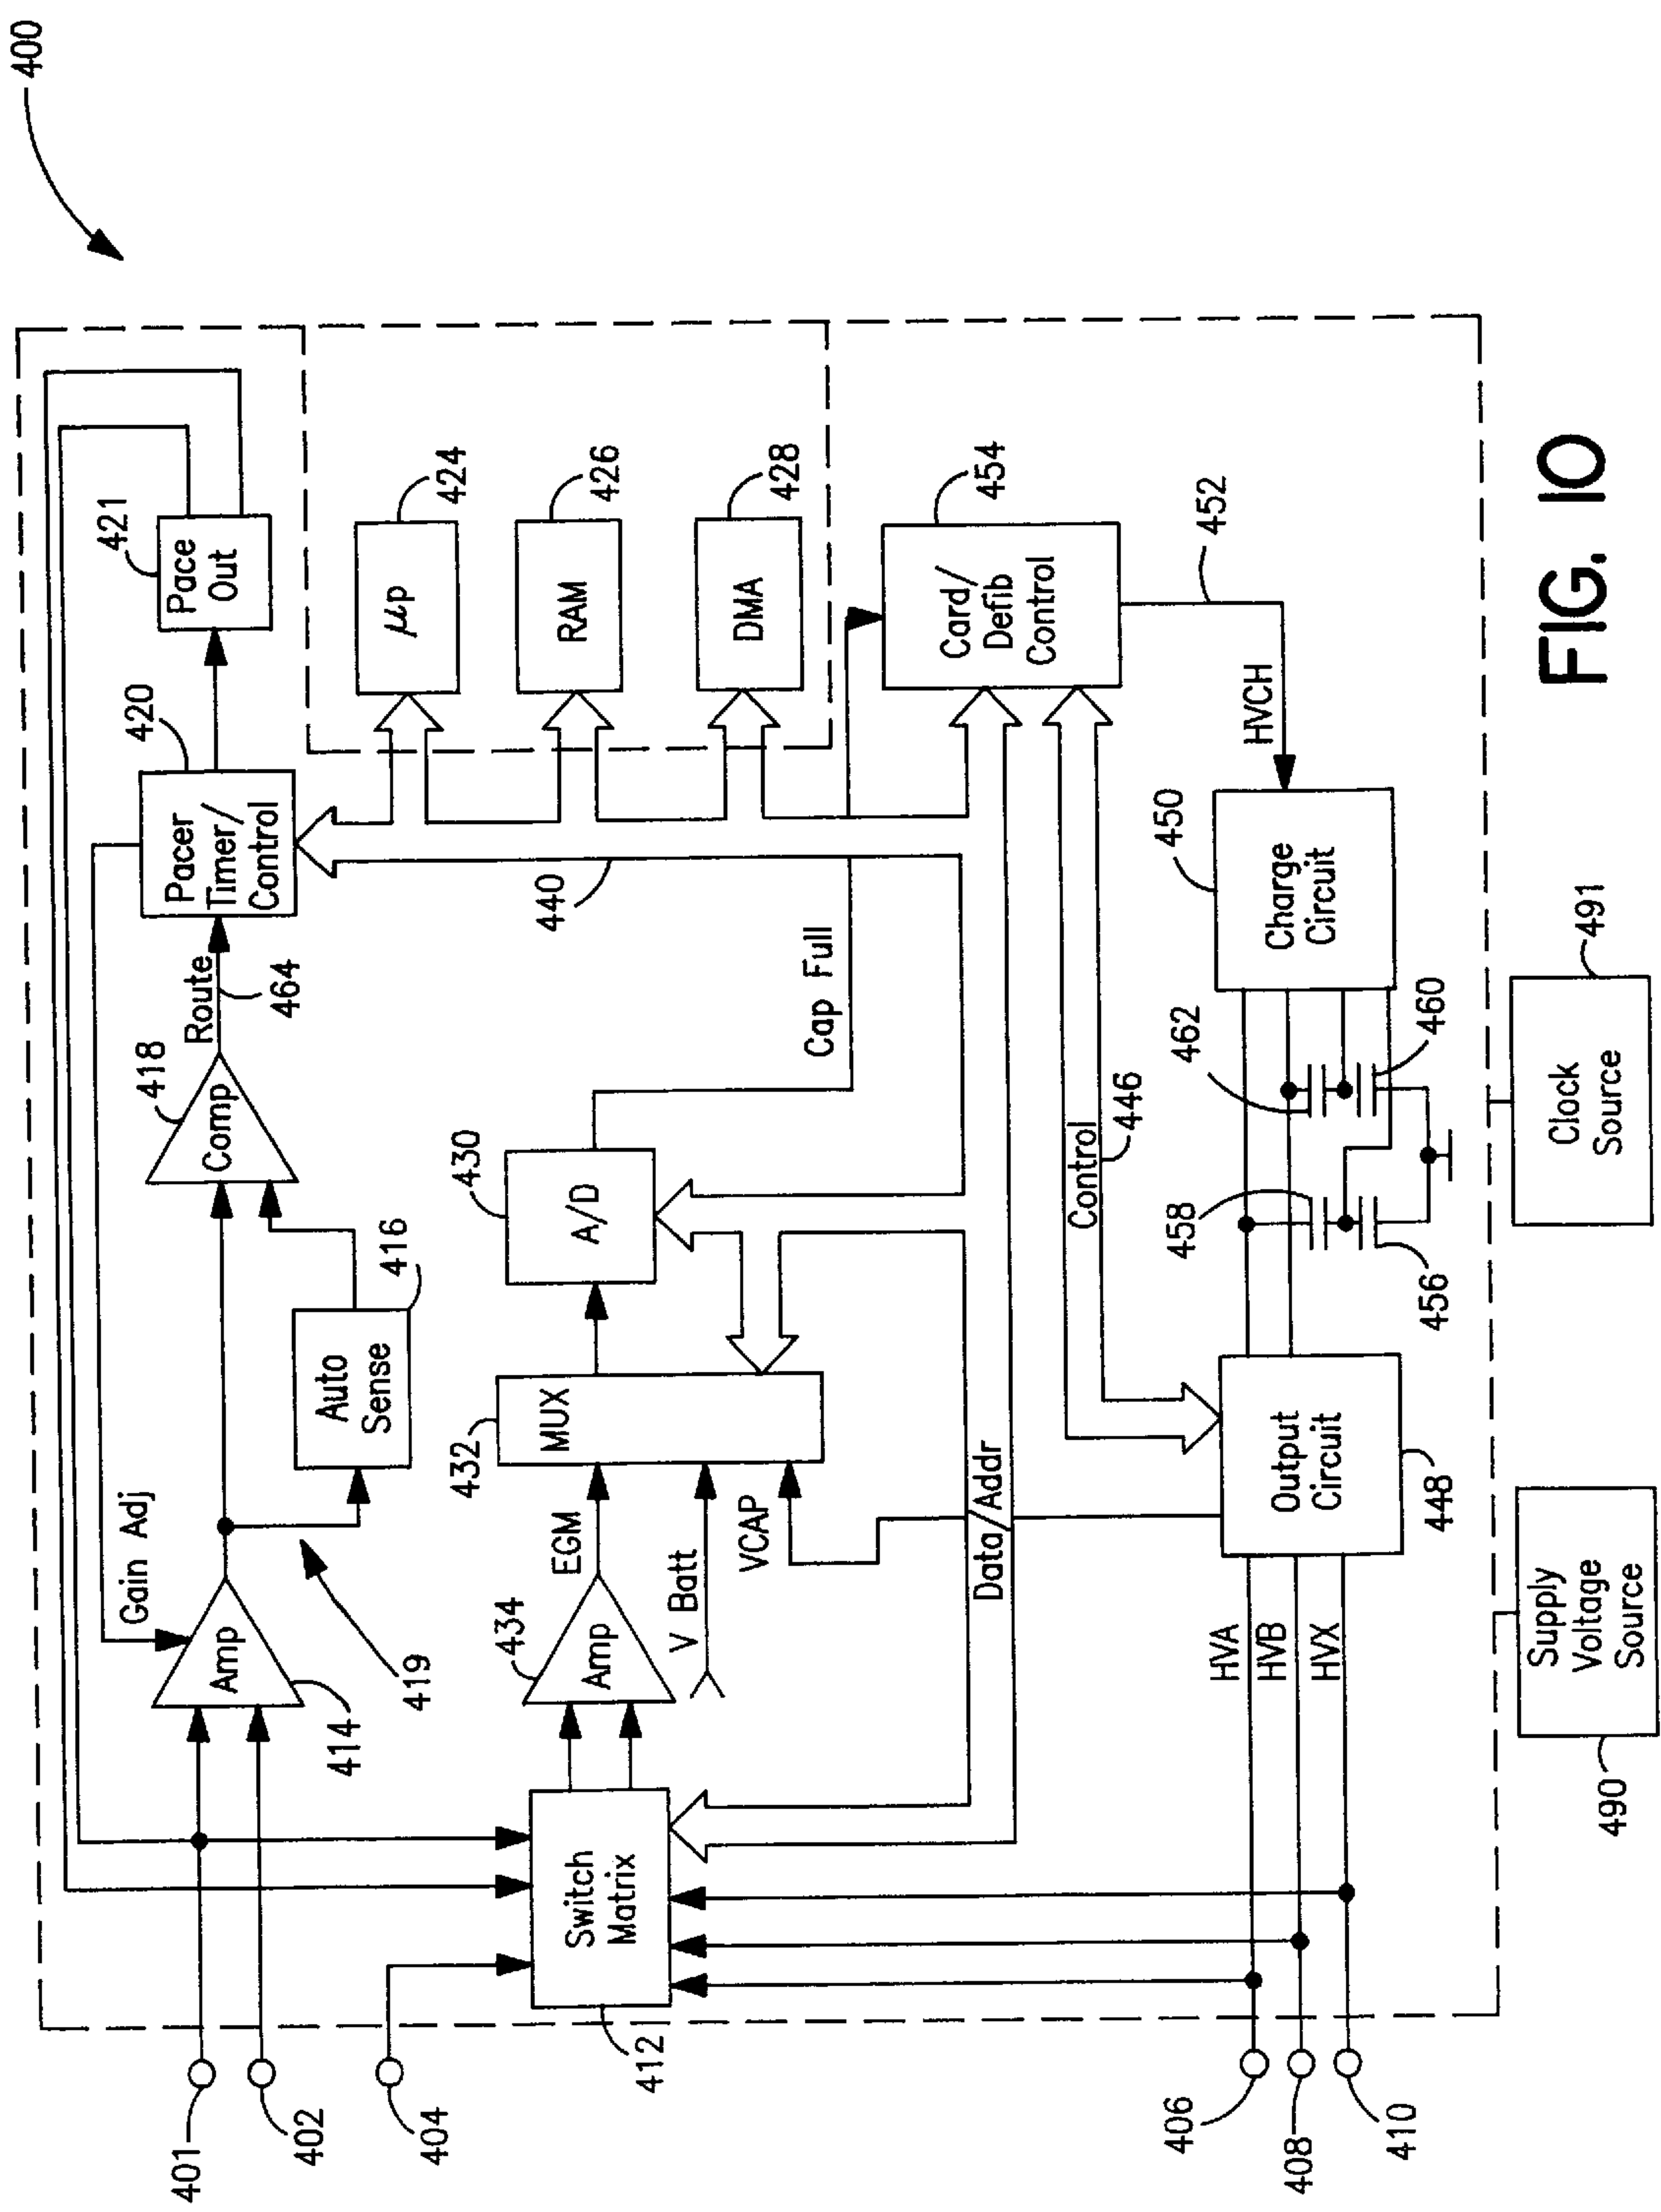 400
421
Pace
Out
420
Pacer
Timer/
Control
Route
464
418
Comp
416
Auto
Sense
Gain Adj
Amp
414
419
401
402
404
424
μp
426
RAM
428
DMA
440
Cap Full
430
A/D
432
MUX
EGM
434
Amp
V Batt
VCAP
Data/Addr
Switch
Matrix
412
454
Card/
Defib
Control
452
HVCH
450
Charge
Circuit
Control
446
462
460
458
456
Output
Circuit
448
HVA
HVB
HVX
406
408
410
491
Clock
Source
Supply
Voltage
Source
490
FIG. 10